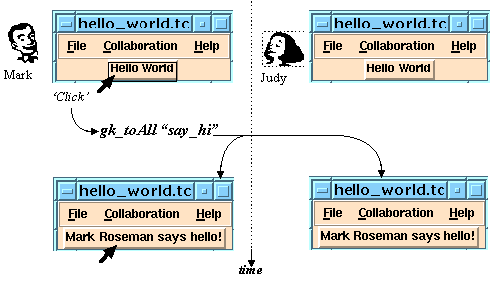 hello_world.tc
File Collaboration Help
Hello World
Mark
hello_world.tc
File Collaboration Help
Hello World
Judy
'Click'
gk_toAll "say_hi"
hello_world.tc
File Collaboration Help
Mark Roseman says hello!
hello_world.tc
File Collaboration Help
Mark Roseman says hello!
time